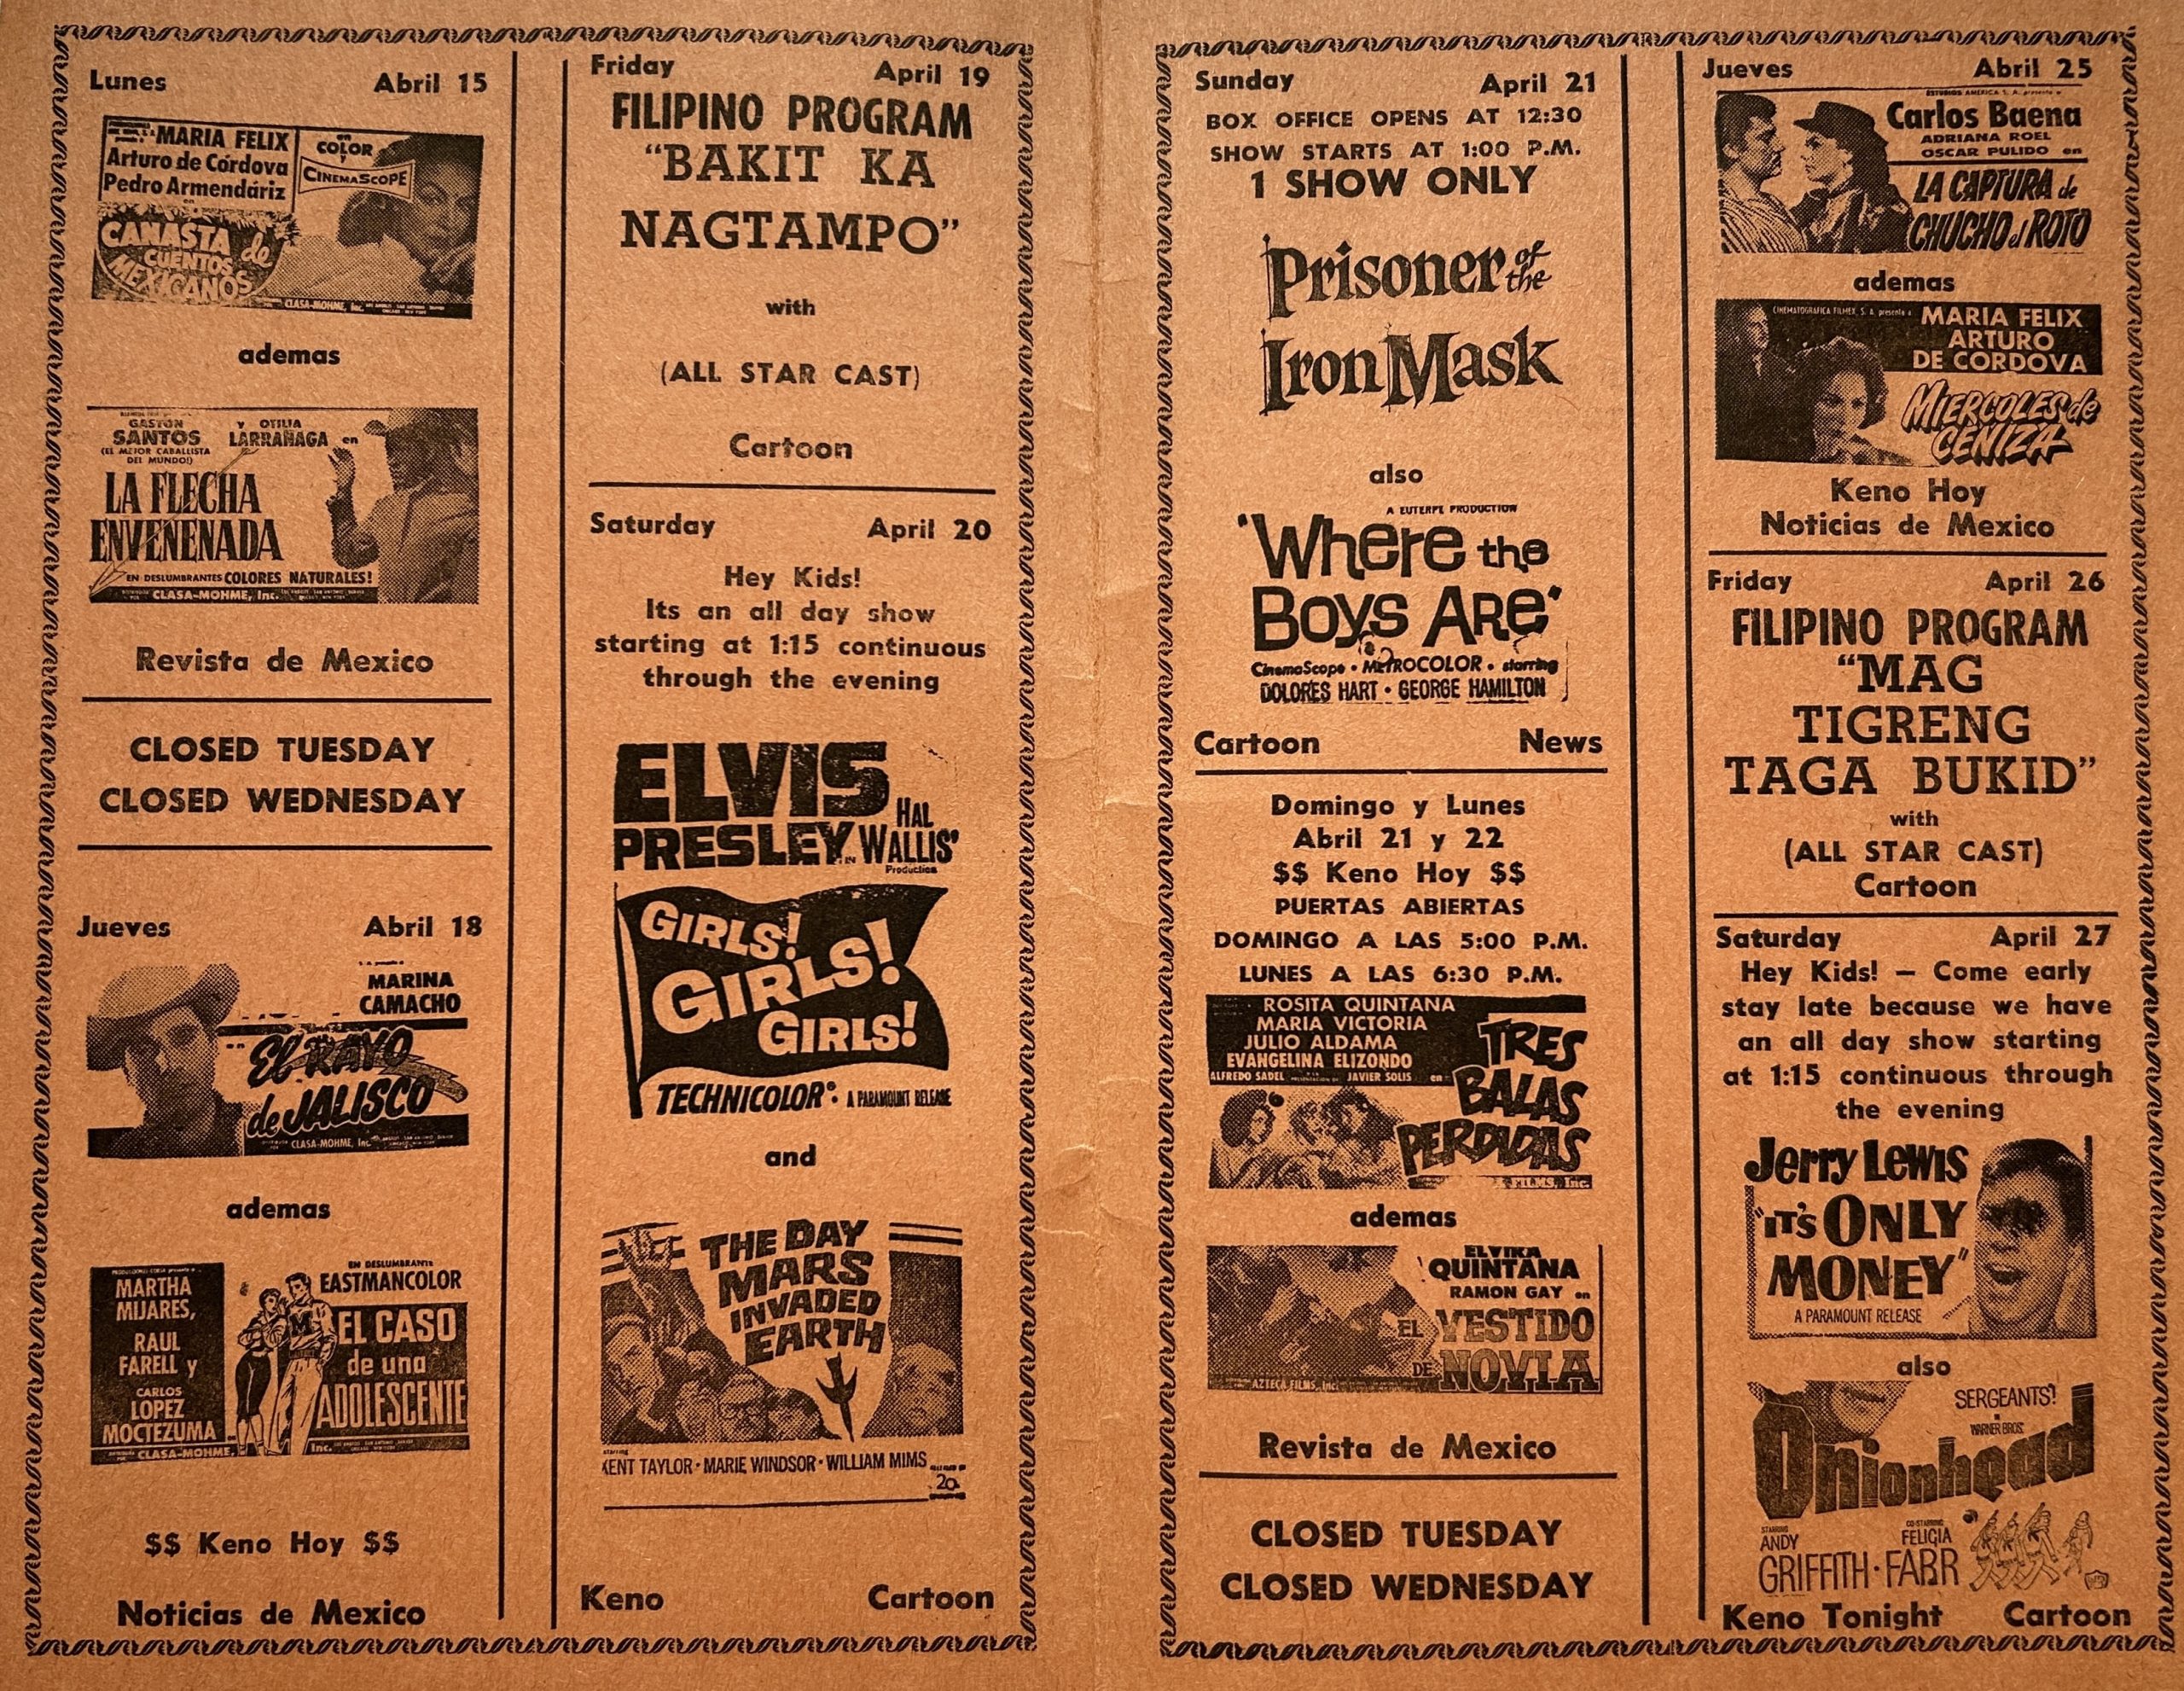 Lunes Abril 15
MARIA FELIX
Arturo de Córdova
Pedro Armendáriz
en
en
COLOR
y
CINEMASCOPE
CANASTA de
CUENTOS
MEXICANOS
CLASA-MOHME, Inc.
ademas
GASTON
SANTOS
(EL MEJOR CABALLISTA
DEL MUNDO!)
y OTILIA
LARRAÑAGA en
LA FLECHA
ENVENENADA
EN DESLUMBRANTES COLORES NATURALES!
CLASA-MOHME, Inc.
Revista de Mexico
CLOSED TUESDAY
CLOSED WEDNESDAY
Jueves Abril 18
MARINA
CAMACHO
en
El RAYO
de JALISCO
CLASA-MOHME, Inc.
ademas
MARTHA
MIJARES,
RAUL
FARELL y
CARLOS
LOPEZ
MOCTEZUMA
EN DESLUMBRANTE
EASTMANCOLOR
M
EL CASO
de una
ADOLESCENTE
CLASA-MOHME, Inc.
$$ Keno Hoy $$
Noticias de Mexico
Friday April 19
FILIPINO PROGRAM
“BAKIT KA
NAGTAMPO”
with
(ALL STAR CAST)
Cartoon
Saturday April 20
Hey Kids!
Its an all day show
starting at 1:15 continuous
through the evening
ELVIS
PRESLEY IN HAL
WALLIS'
Production
GIRLS!
GIRLS!
GIRLS!
TECHNICOLOR® A PARAMOUNT RELEASE
and
THE DAY
MARS
INVADED
EARTH
starring
KENT TAYLOR · MARIE WINDSOR · WILLIAM MIMS
20
Keno Cartoon
Sunday April 21
BOX OFFICE OPENS AT 12:30
SHOW STARTS AT 1:00 P.M.
1 SHOW ONLY
Prisoner of the
Iron Mask
also
A EUTERPE PRODUCTION
'Where the
Boys Are'
CinemaScope · METROCOLOR · starring
DOLORES HART · GEORGE HAMILTON
Cartoon News
Domingo y Lunes
Abril 21 y 22
$$ Keno Hoy $$
PUERTAS ABIERTAS
DOMINGO A LAS 5:00 P.M.
LUNES A LAS 6:30 P.M.
ROSITA QUINTANA
MARIA VICTORIA
JULIO ALDAMA
EVANGELINA ELIZONDO
ALFREDO SADEL JAVIER SOLIS en
TRES
BALAS
PERDIDAS
FILMS, Inc.
ademas
ELVIRA
QUINTANA
RAMON GAY en
EL VESTIDO
DE NOVIA
AZTECA FILMS, Inc.
Revista de Mexico
CLOSED TUESDAY
CLOSED WEDNESDAY
Jueves Abril 25
ESTUDIOS AMERICA S. A. presenta a
Carlos Baena
ADRIANA ROEL
OSCAR PULIDO en
LA CAPTURA de
CHUCHO el ROTO
ademas
CINEMATOGRAFICA FILMEX, S. A. presenta a
MARIA FELIX
ARTURO
DE CORDOVA
MIERCOLES de
CENIZA
Keno Hoy
Noticias de Mexico
Friday April 26
FILIPINO PROGRAM
“MAG
TIGRENG
TAGA BUKID”
with
(ALL STAR CAST)
Cartoon
Saturday April 27
Hey Kids! — Come early
stay late because we have
an all day show starting
at 1:15 continuous through
the evening
Jerry Lewis
"IT'S ONLY
MONEY"
A PARAMOUNT RELEASE
also
SERGEANTS!
WARNER BROS.
Onionhead
STARRING
ANDY
GRIFFITH ·
CO-STARRING
FELICIA
FARR
Keno Tonight Cartoon